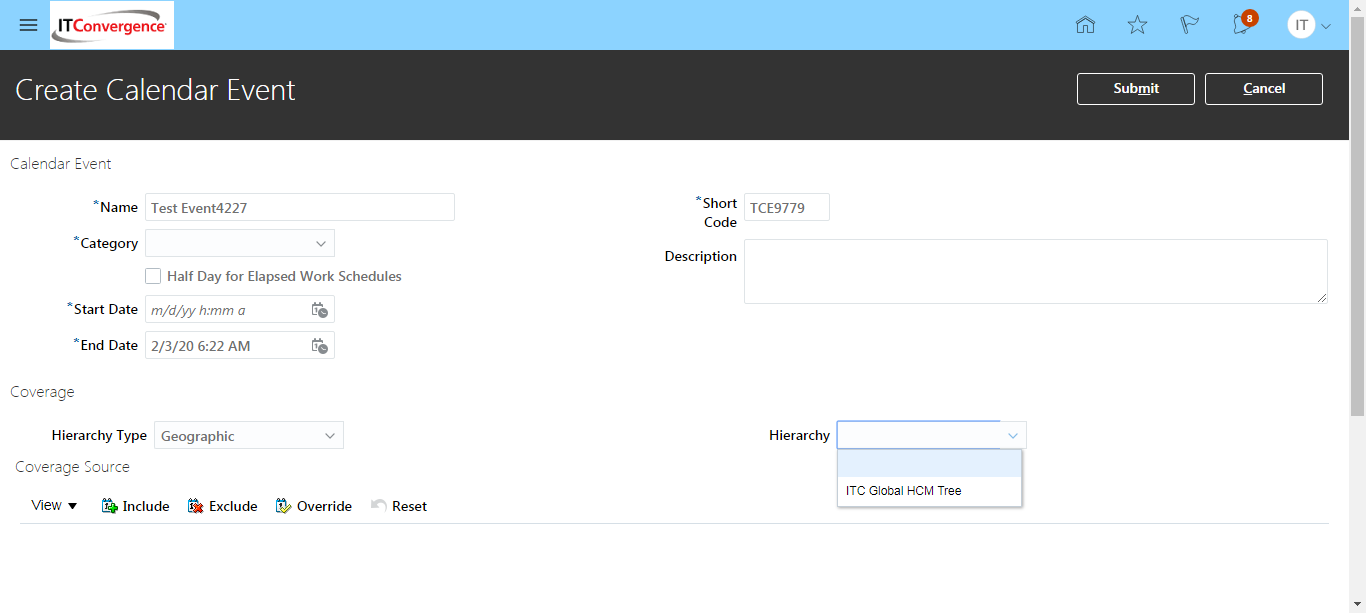 ITConvergence
8
IT
Create Calendar Event
Submit
Cancel
Calendar Event
*Name Test Event4227
*Short Code TCE9779
*Category
Description
Half Day for Elapsed Work Schedules
*Start Date m/d/yy h:mm a
*End Date 2/3/20 6:22 AM
Coverage
Hierarchy Type Geographic
Hierarchy
ITC Global HCM Tree
Coverage Source
View Include Exclude Override Reset